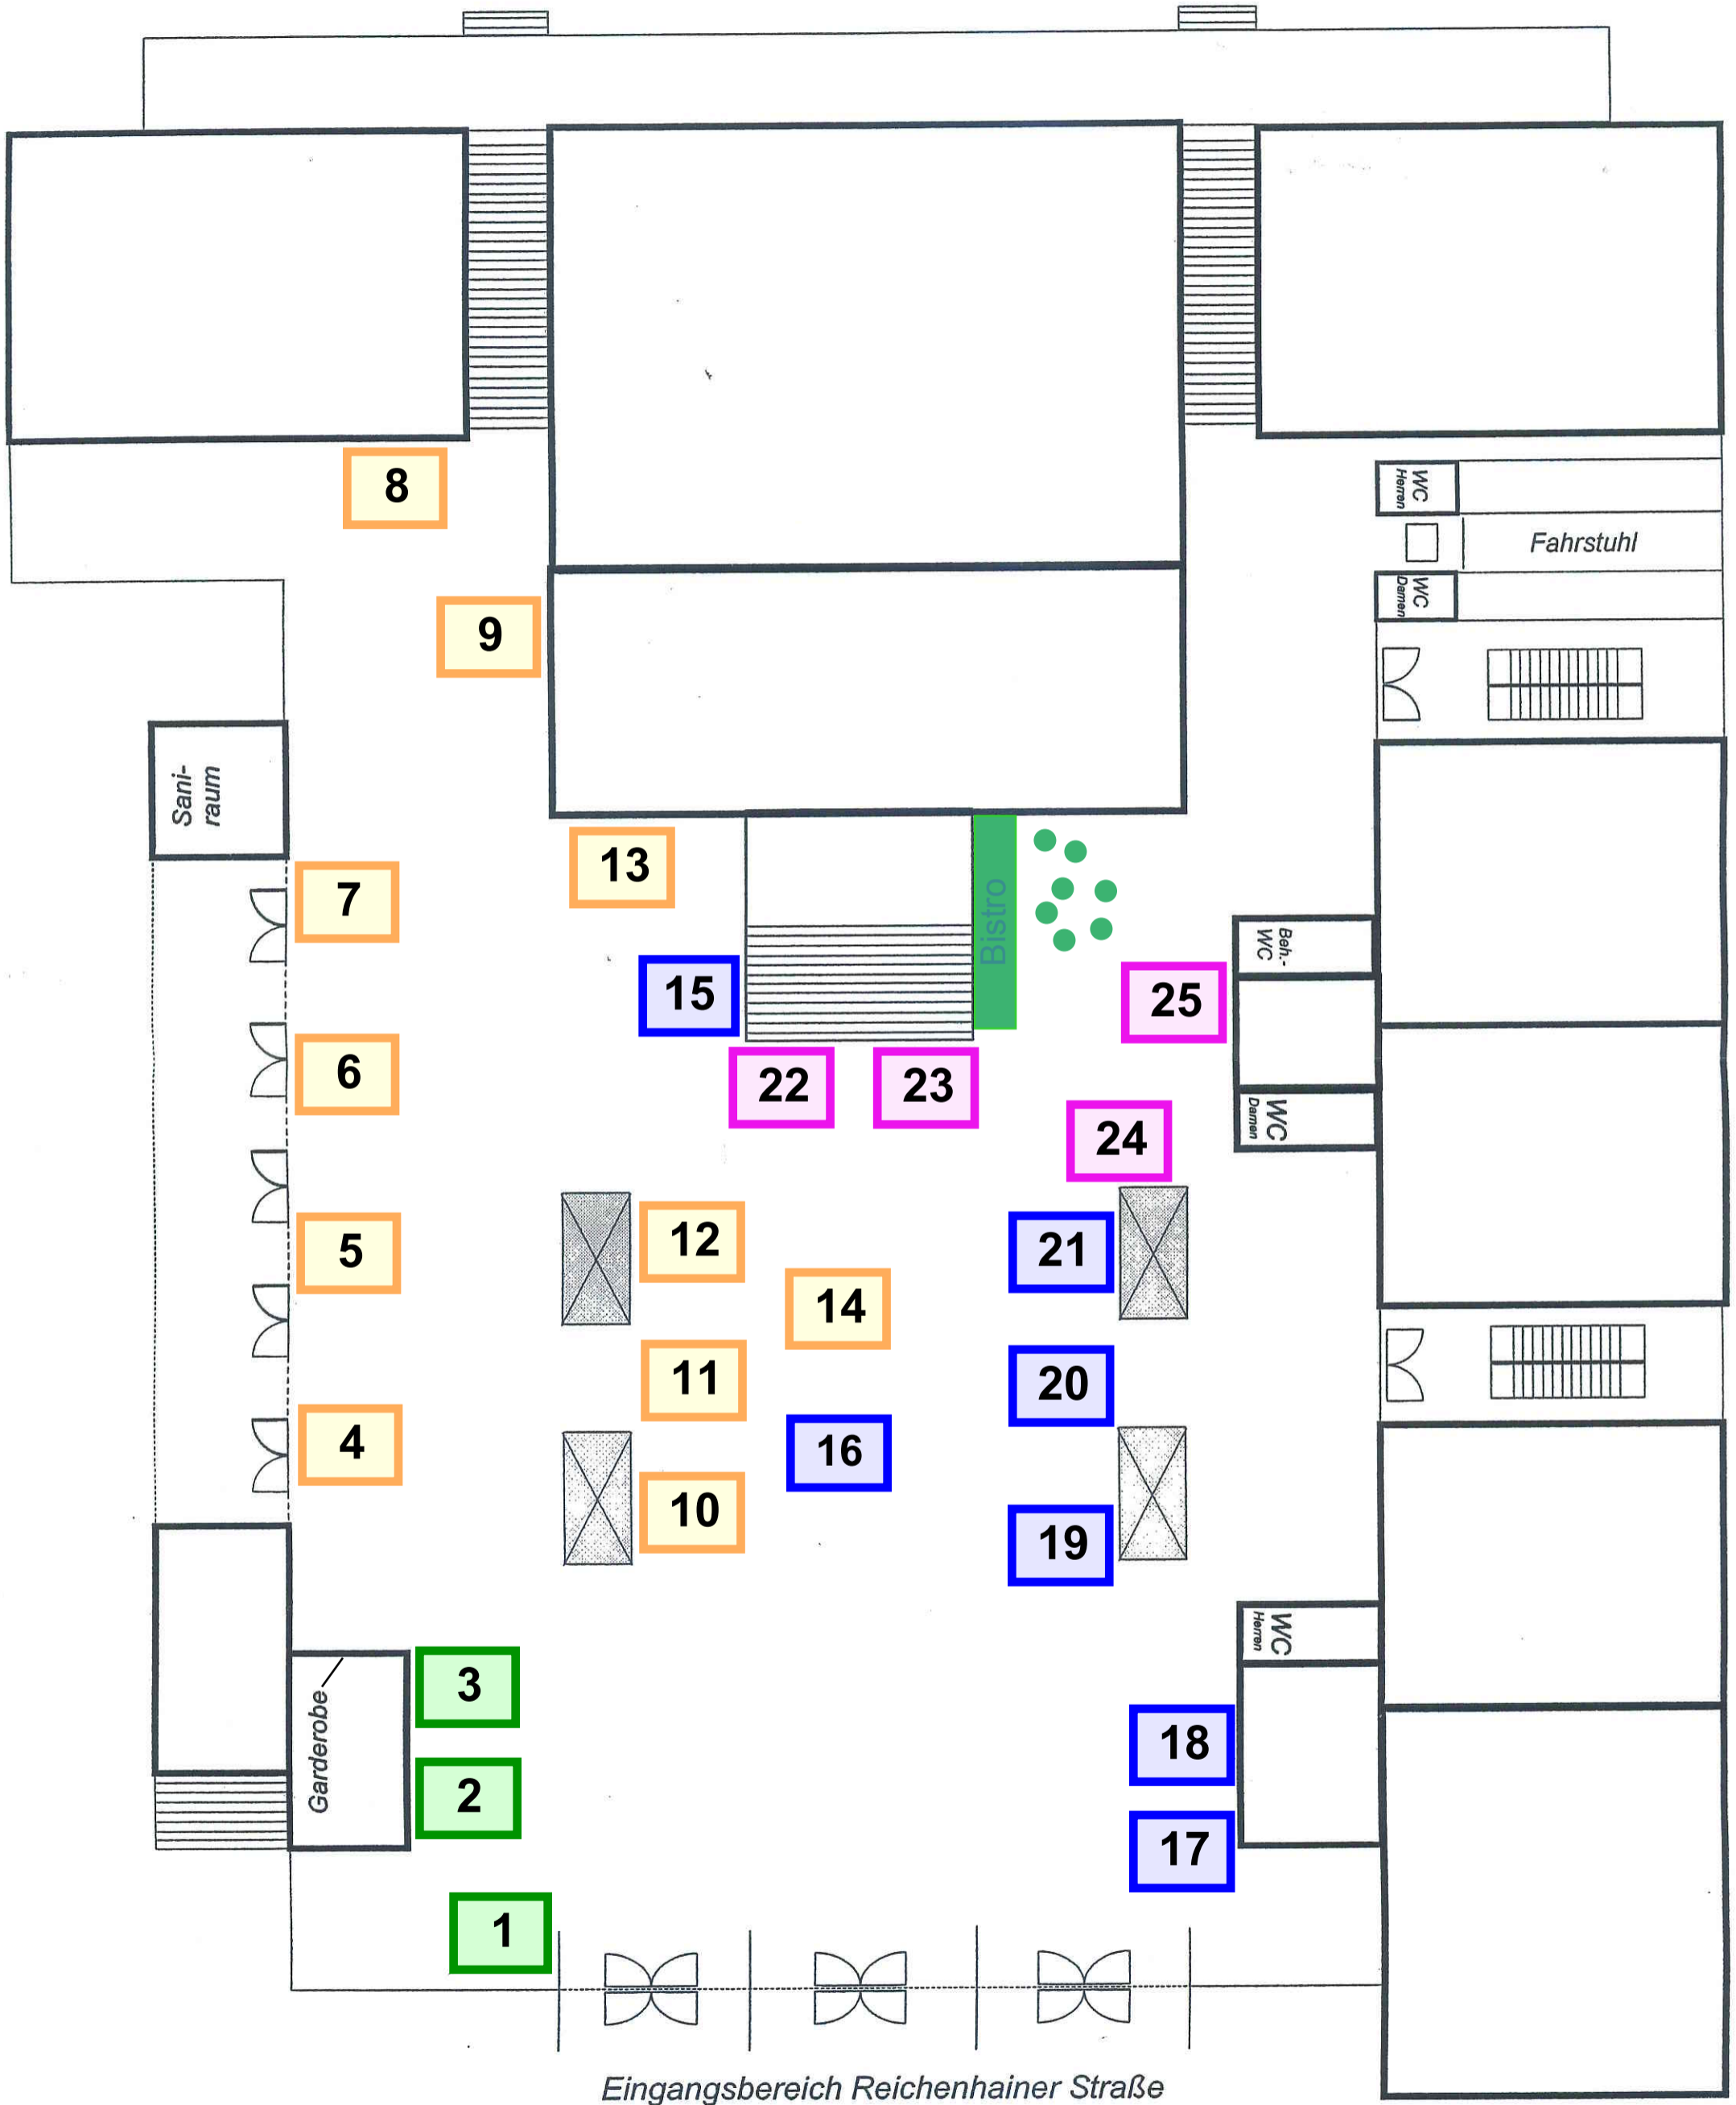 8
WC
Herren
Fahrstuhl
WC
Damen
9
Sani-
raum
7
13
Bistro
Beh.-
WC
15
25
6
22
23
WC
Damen
24
5
12
21
14
11
20
4
16
10
19
WC
Herren
3
Garderobe
18
2
17
1
Eingangsbereich Reichenhainer Straße